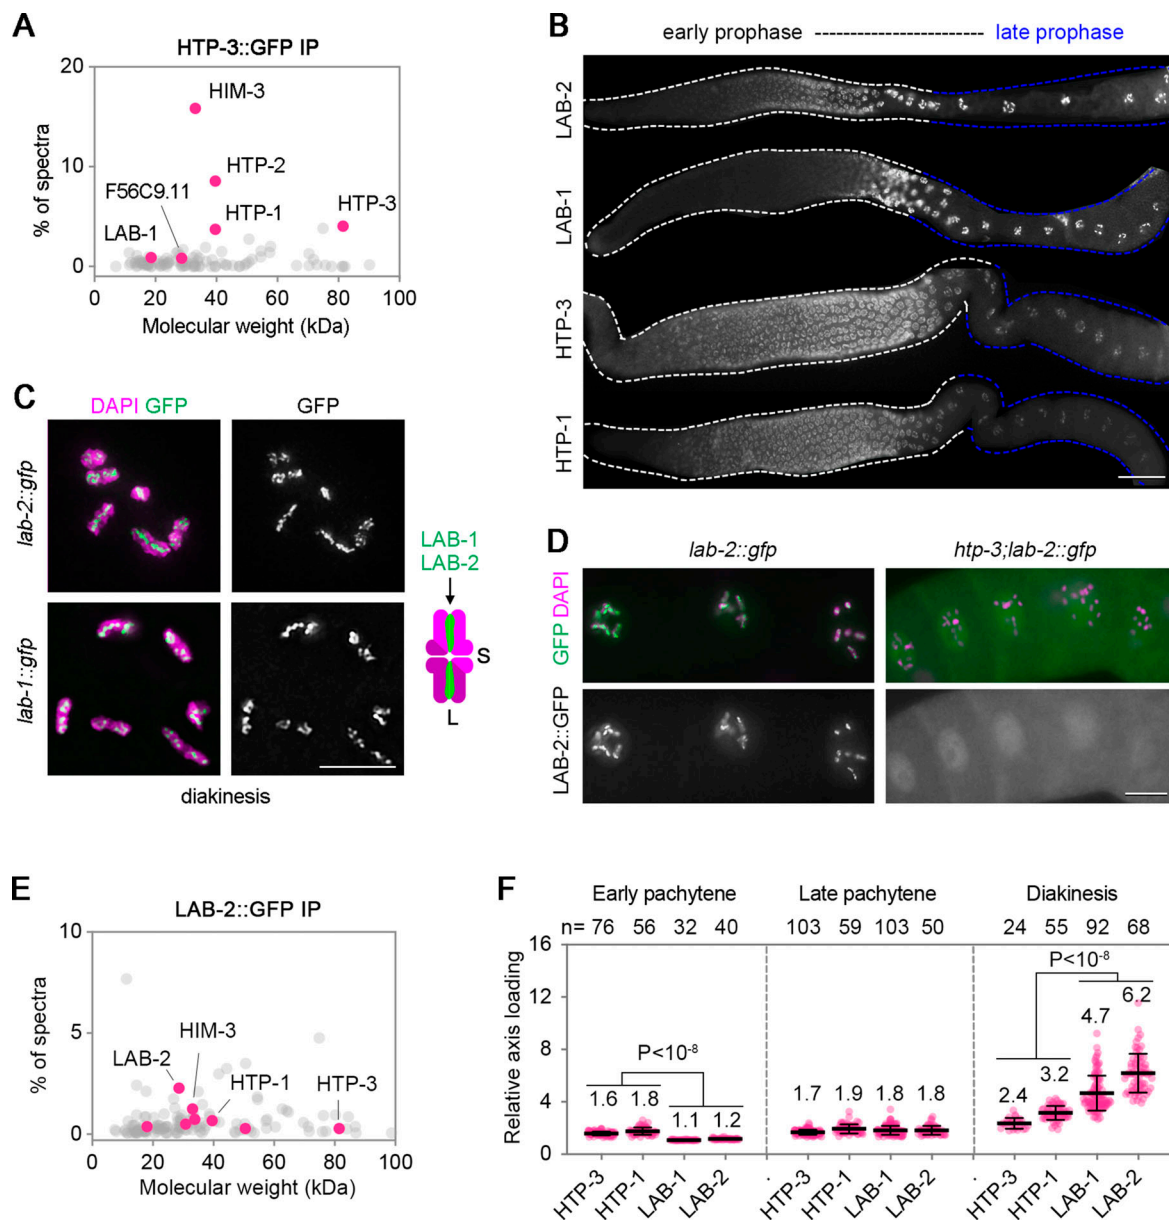 A
HTP-3::GFP IP
20
10
0
% of spectra
HIM-3
HTP-2
F56C9.11
HTP-1
HTP-3
LAB-1
0 20 40 60 80 100
Molecular weight (kDa)
B
early prophase ---------------- late prophase
LAB-2
LAB-1
HTP-3
HTP-1
C
DAPI GFP GFP
lab-2::gfp
lab-1::gfp
LAB-1
LAB-2
S
L
diakinesis
D
lab-2::gfp htp-3;lab-2::gfp
GFP DAPI
LAB-2::GFP
E
LAB-2::GFP IP
10
5
0
% of spectra
HIM-3
LAB-2
HTP-1
HTP-3
0 20 40 60 80 100
Molecular weight (kDa)
F
Early pachytene Late pachytene Diakinesis
n= 76 56 32 40 103 59 103 50 24 55 92 68
16
12
8
4
0
Relative axis loading
P<10⁻⁸
1.6 1.8
1.1 1.2
1.7 1.9 1.8 1.8
P<10⁻⁸
2.4 3.2 4.7 6.2
HTP-3 HTP-1 LAB-1 LAB-2 HTP-3 HTP-1 LAB-1 LAB-2 HTP-3 HTP-1 LAB-1 LAB-2